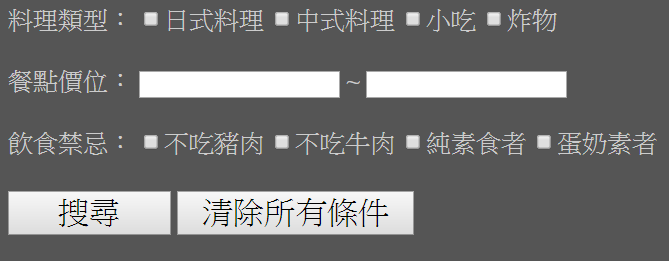 料理類型： 日式料理 中式料理 小吃 炸物
餐點價位： ~
飲食禁忌： 不吃豬肉 不吃牛肉 純素食者 蛋奶素者
搜尋 清除所有條件